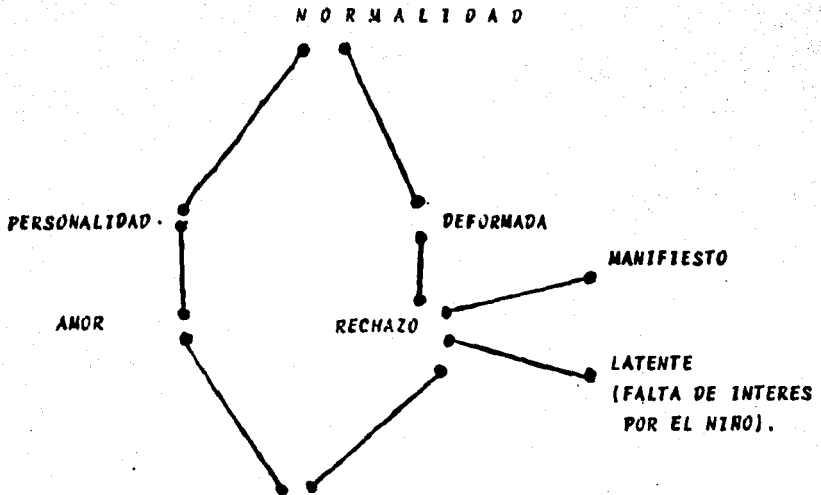 NORMALIDAD
PERSONALIDAD.
DEFORMADA
MANIFIESTO
AMOR
RECHAZO
LATENTE
(FALTA DE INTERES
POR EL NIÑO).